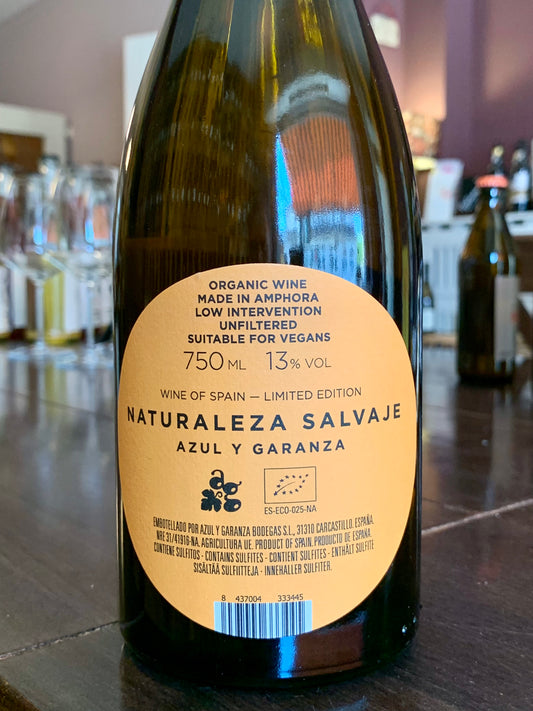 ORGANIC WINE
MADE IN AMPHORA
LOW INTERVENTION
UNFILTERED
SUITABLE FOR VEGANS
750 ML 13% VOL
WINE OF SPAIN — LIMITED EDITION
NATURALEZA SALVAJE
AZUL Y GARANZA
ES-ECO-025-NA
EMBOTELLADO POR AZUL Y GARANZA BODEGAS S.L., 31310 CARCASTILLO. ESPAÑA.
NRE 31/41916-NA. AGRICULTURA UE. PRODUCT OF SPAIN. PRODUCTO DE ESPAÑA.
CONTIENE SULFITOS - CONTAINS SULFITES - CONTIENT SULFITES - ENTHÄLT SULFITE
SISÄLTÄÄ SULFIITTEJA - INNEHALLER SULFITER.
8 437004 333445